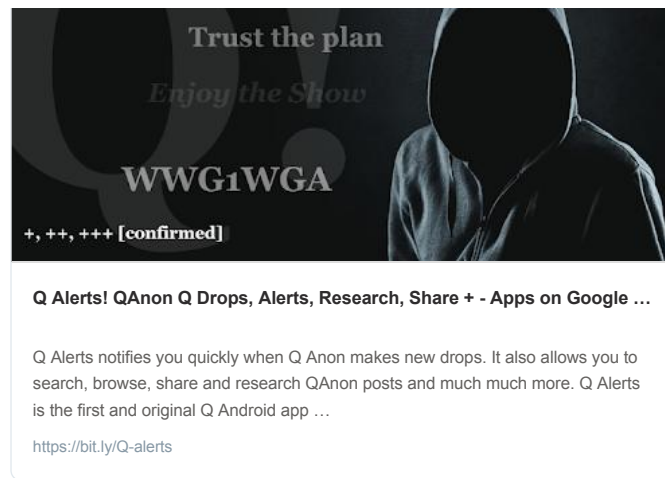 Q!
Trust the plan
Enjoy the Show
WWG1WGA
+, ++, +++ [confirmed]
Q Alerts! QAnon Q Drops, Alerts, Research, Share + - Apps on Google …
Q Alerts notifies you quickly when Q Anon makes new drops. It also allows you to
search, browse, share and research QAnon posts and much much more. Q Alerts
is the first and original Q Android app …
https://bit.ly/Q-alerts